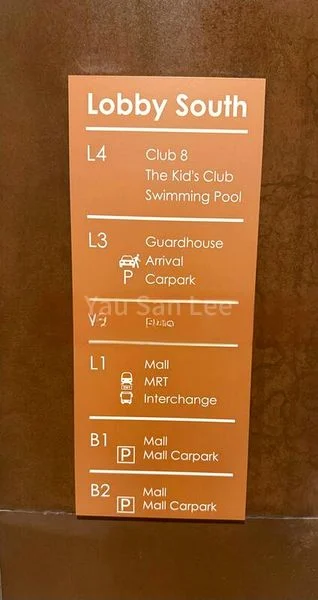 Lobby South
L4 Club 8
The Kid's Club
Swimming Pool
L3 Guardhouse
Arrival
P Carpark
Yau San Lee
L1 Mall
MRT
Interchange
B1 Mall
P Mall Carpark
B2 Mall
P Mall Carpark